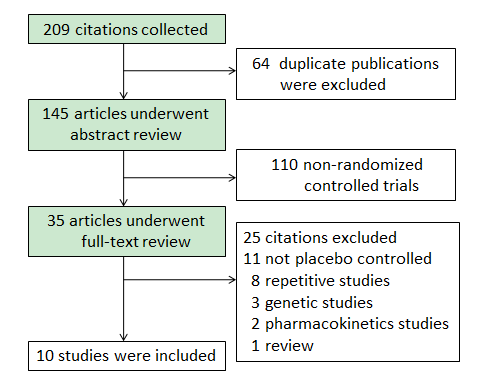 209 citations collected
64 duplicate publications
were excluded
145 articles underwent
abstract review
110 non-randomized
controlled trials
35 articles underwent
full-text review
25 citations excluded
11 not placebo controlled
8 repetitive studies
3 genetic studies
2 pharmacokinetics studies
1 review
10 studies were included